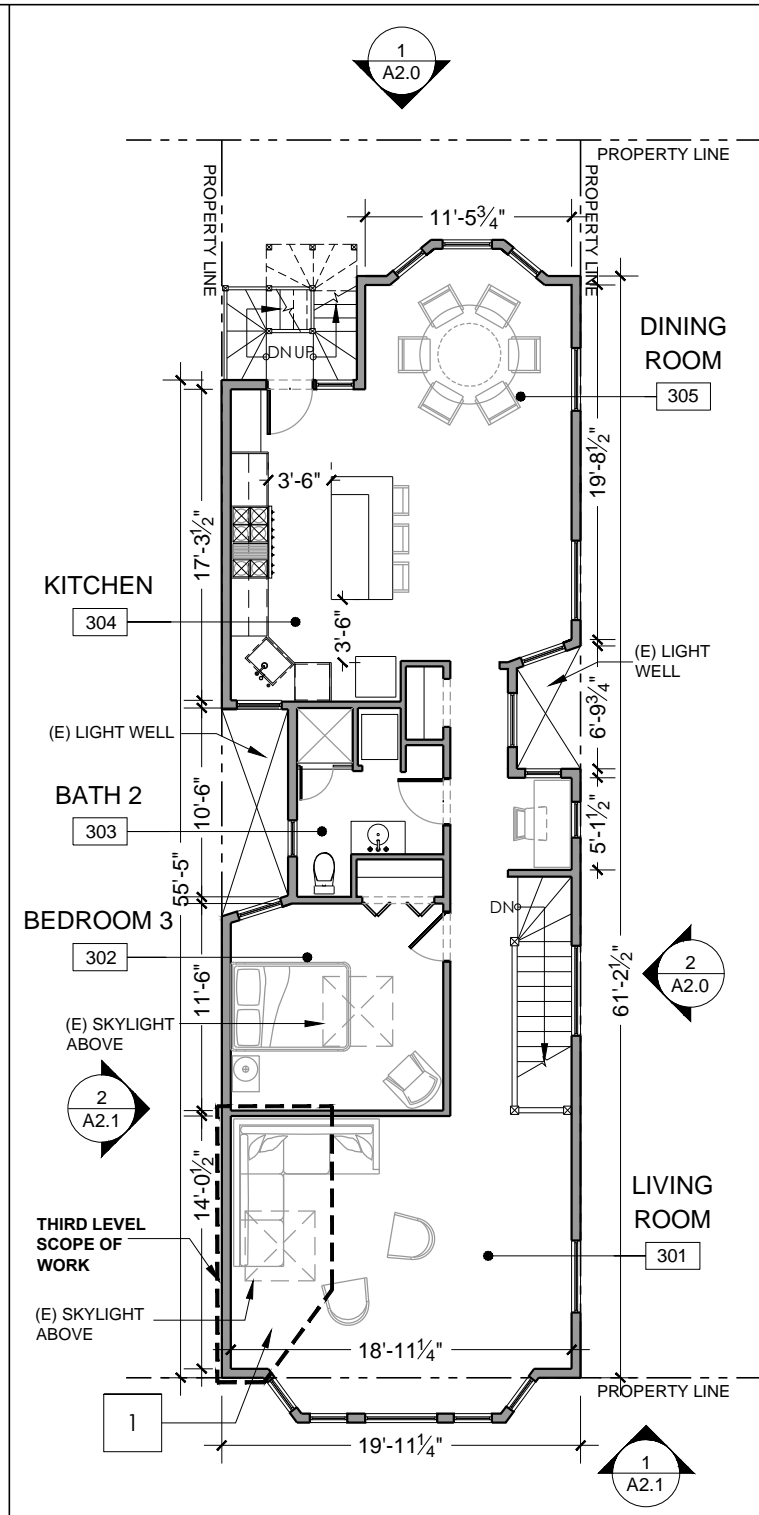 1
A2.0
PROPERTY LINE
PROPERTY LINE
PROPERTY LINE
11'-5¾"
DINING
ROOM
305
DN UP
3'-6"
19'-8½"
17'-3½"
KITCHEN
304
3'-6"
(E) LIGHT
WELL
6'-9¾"
(E) LIGHT WELL
BATH 2
303
10'-6"
5'-1½"
55'-5"
BEDROOM 3
302
DN
2
A2.0
61'-2½"
11'-6"
(E) SKYLIGHT
ABOVE
2
A2.1
14'-0½"
LIVING
ROOM
301
THIRD LEVEL
SCOPE OF
WORK
(E) SKYLIGHT
ABOVE
18'-11¼"
PROPERTY LINE
1
19'-11¼"
1
A2.1